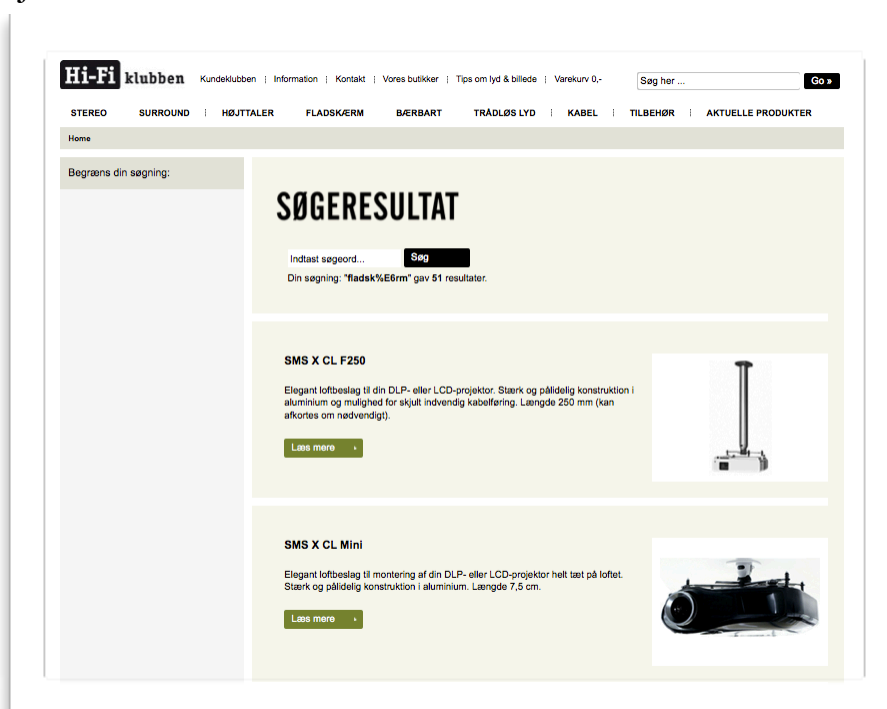 Hi-Fi klubben
Kundeklubben
Information
Kontakt
Vores butikker
Tips om lyd & billede
Varekurv 0,-
Søg her ...
Go »
STEREO
SURROUND
HØJTTALER
FLADSKÆRM
BÆRBART
TRÅDLØS LYD
KABEL
TILBEHØR
AKTUELLE PRODUKTER
Home
Begræns din søgning:
SØGERESULTAT
Indtast søgeord...
Søg
Din søgning: "fladsk%E6rm" gav 51 resultater.
SMS X CL F250
Elegant loftbeslag til din DLP- eller LCD-projektor. Stærk og pålidelig konstruktion i
aluminium og mulighed for skjult indvendig kabelføring. Længde 250 mm (kan
afkortes om nødvendigt).
Læs mere
SMS X CL Mini
Elegant loftbeslag til montering af din DLP- eller LCD-projektor helt tæt på loftet.
Stærk og pålidelig konstruktion i aluminium. Længde 7,5 cm.
Læs mere